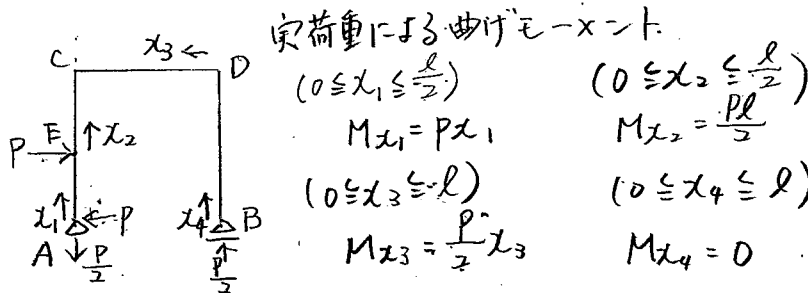 実荷重による曲げモーメント.
(0≦x₁≦l/2)
Mx₁=Px₁
(0≦x₂≦l/2)
Mx₂=Pl/2
(0≦x₃≦l)
Mx₃=P/2 x₃
(0≦x₄≦l)
Mx₄=0
C
x₃←
D
E
↑x₂
P→
x₁↑
←P
A
↓P/2
x₄↑
B
↑P/2